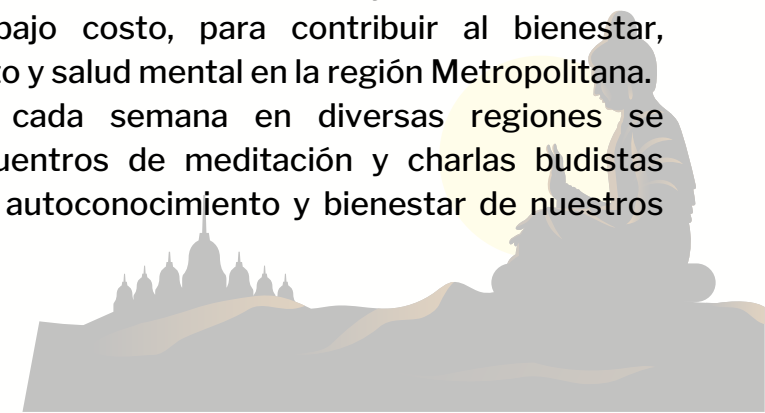 bajo costo, para contribuir al bienestar,
y salud mental en la región Metropolitana.
cada semana en diversas regiones se
de meditación y charlas budistas
autoconocimiento y bienestar de nuestros